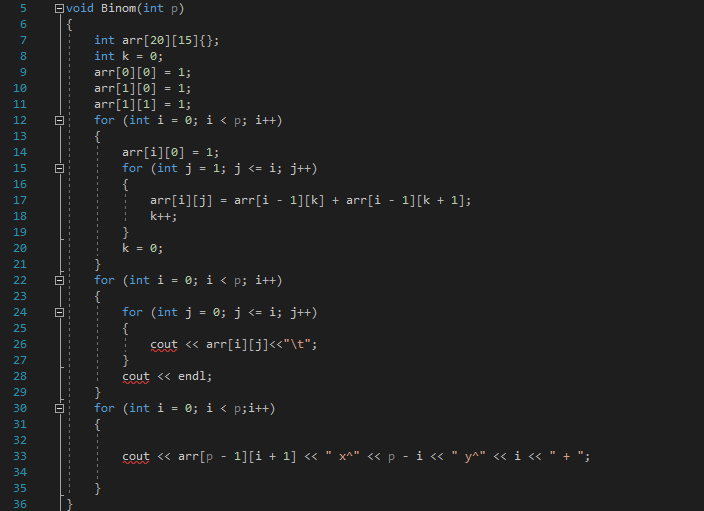 5 void Binom(int p)
6 {
7 int arr[20][15]{};
8 int k = 0;
9 arr[0][0] = 1;
10 arr[1][0] = 1;
11 arr[1][1] = 1;
12 for (int i = 0; i < p; i++)
13 {
14 arr[i][0] = 1;
15 for (int j = 1; j <= i; j++)
16 {
17 arr[i][j] = arr[i - 1][k] + arr[i - 1][k + 1];
18 k++;
19 }
20 k = 0;
21 }
22 for (int i = 0; i < p; i++)
23 {
24 for (int j = 0; j <= i; j++)
25 {
26 cout << arr[i][j]<<"\t";
27 }
28 cout << endl;
29 }
30 for (int i = 0; i < p;i++)
31 {
32
33 cout << arr[p - 1][i + 1] << " x^" << p - i << " y^" << i << " + ";
34
35 }
36 }